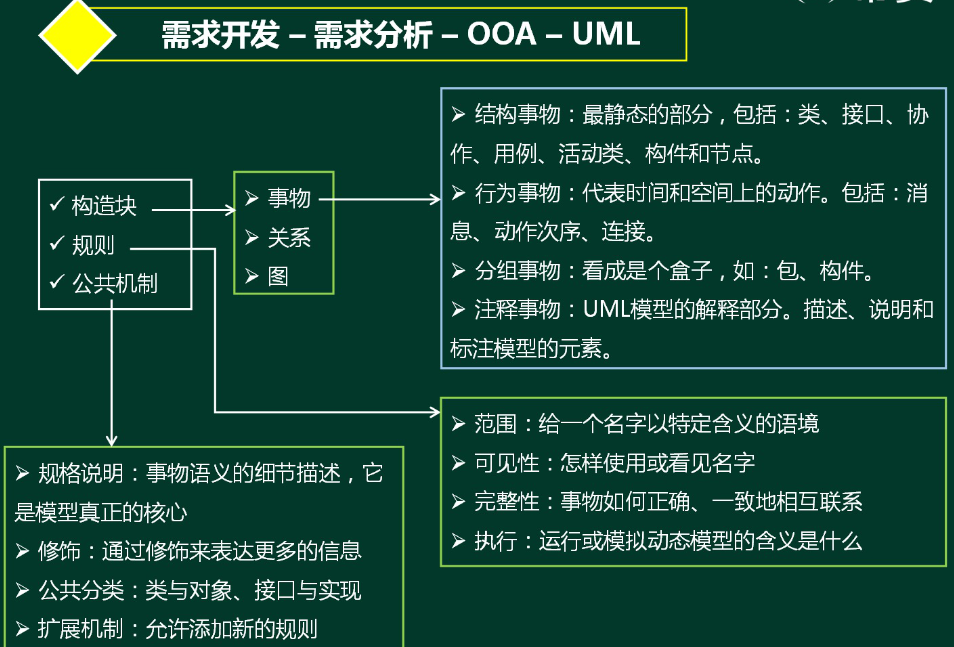 需求开发 – 需求分析 – OOA – UML
✓ 构造块
✓ 规则
✓ 公共机制
➢ 事物
➢ 关系
➢ 图
➢ 结构事物：最静态的部分，包括：类、接口、协
作、用例、活动类、构件和节点。
➢ 行为事物：代表时间和空间上的动作。包括：消
息、动作次序、连接。
➢ 分组事物：看成是个盒子，如：包、构件。
➢ 注释事物：UML模型的解释部分。描述、说明和
标注模型的元素。
➢ 范围：给一个名字以特定含义的语境
➢ 可见性：怎样使用或看见名字
➢ 完整性：事物如何正确、一致地相互联系
➢ 执行：运行或模拟动态模型的含义是什么
➢ 规格说明：事物语义的细节描述，它
是模型真正的核心
➢ 修饰：通过修饰来表达更多的信息
➢ 公共分类：类与对象、接口与实现
➢ 扩展机制：允许添加新的规则